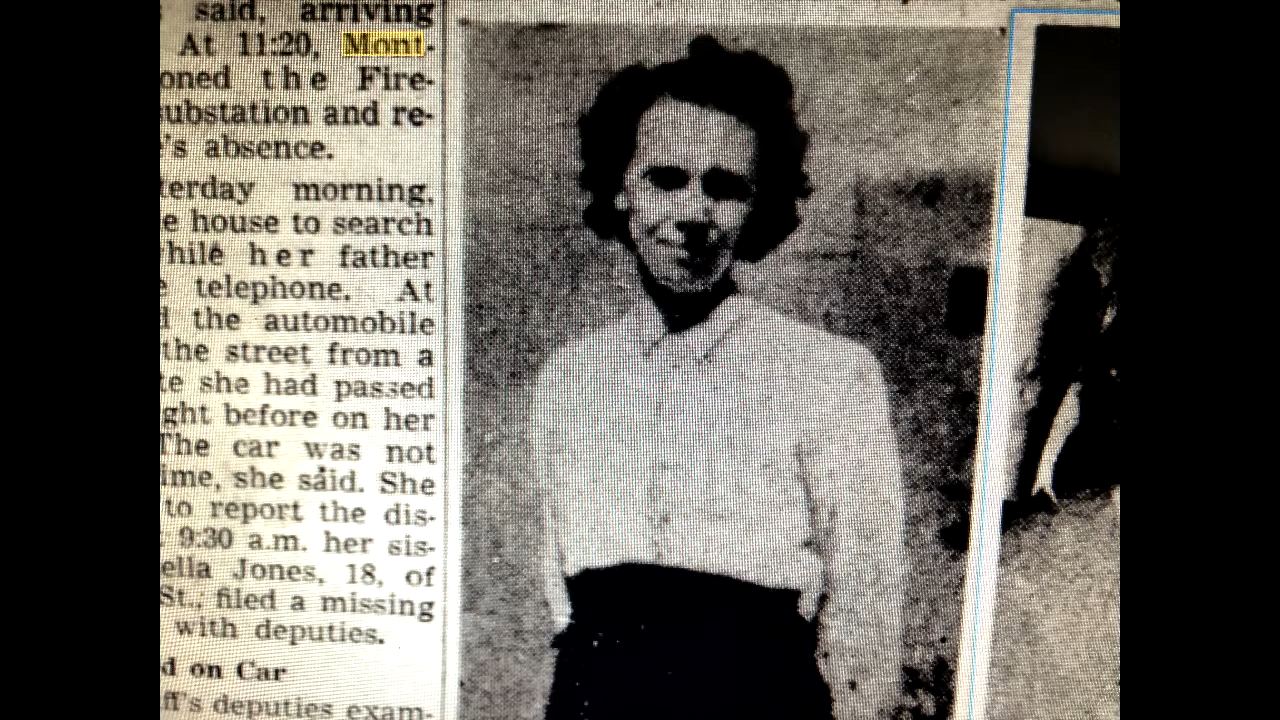 said, arriving
At 11:20, Mont-
oned the Fire-
ubstation and re-
's absence.
terday morning,
e house to search
hile her father
telephone. At
the automobile
the street from a
e she had passed
ght before on her
The car was not
ime, she said. She
to report the dis-
9:30 a.m. her sis-
ella Jones, 18, of
St., filed a missing
with deputies.
d on Car
ff's deputies exam-